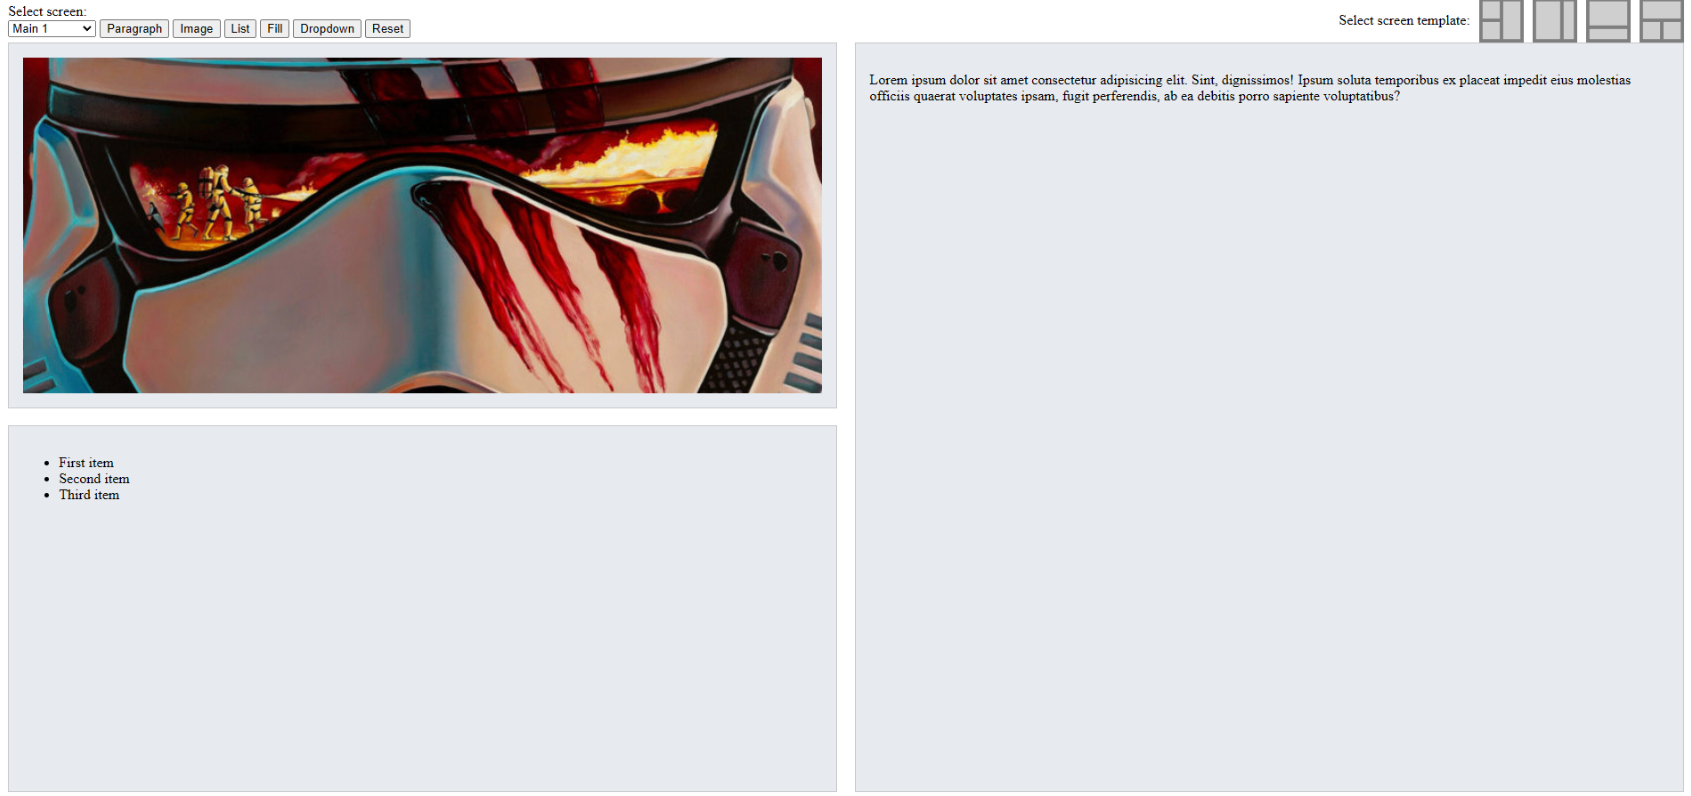 Select screen:
Main 1 Paragraph Image List Fill Dropdown Reset
Select screen template:
First item
Second item
Third item
Lorem ipsum dolor sit amet consectetur adipisicing elit. Sint, dignissimos! Ipsum soluta temporibus ex placeat impedit eius molestias
officiis quaerat voluptates ipsam, fugit perferendis, ab ea debitis porro sapiente voluptatibus?